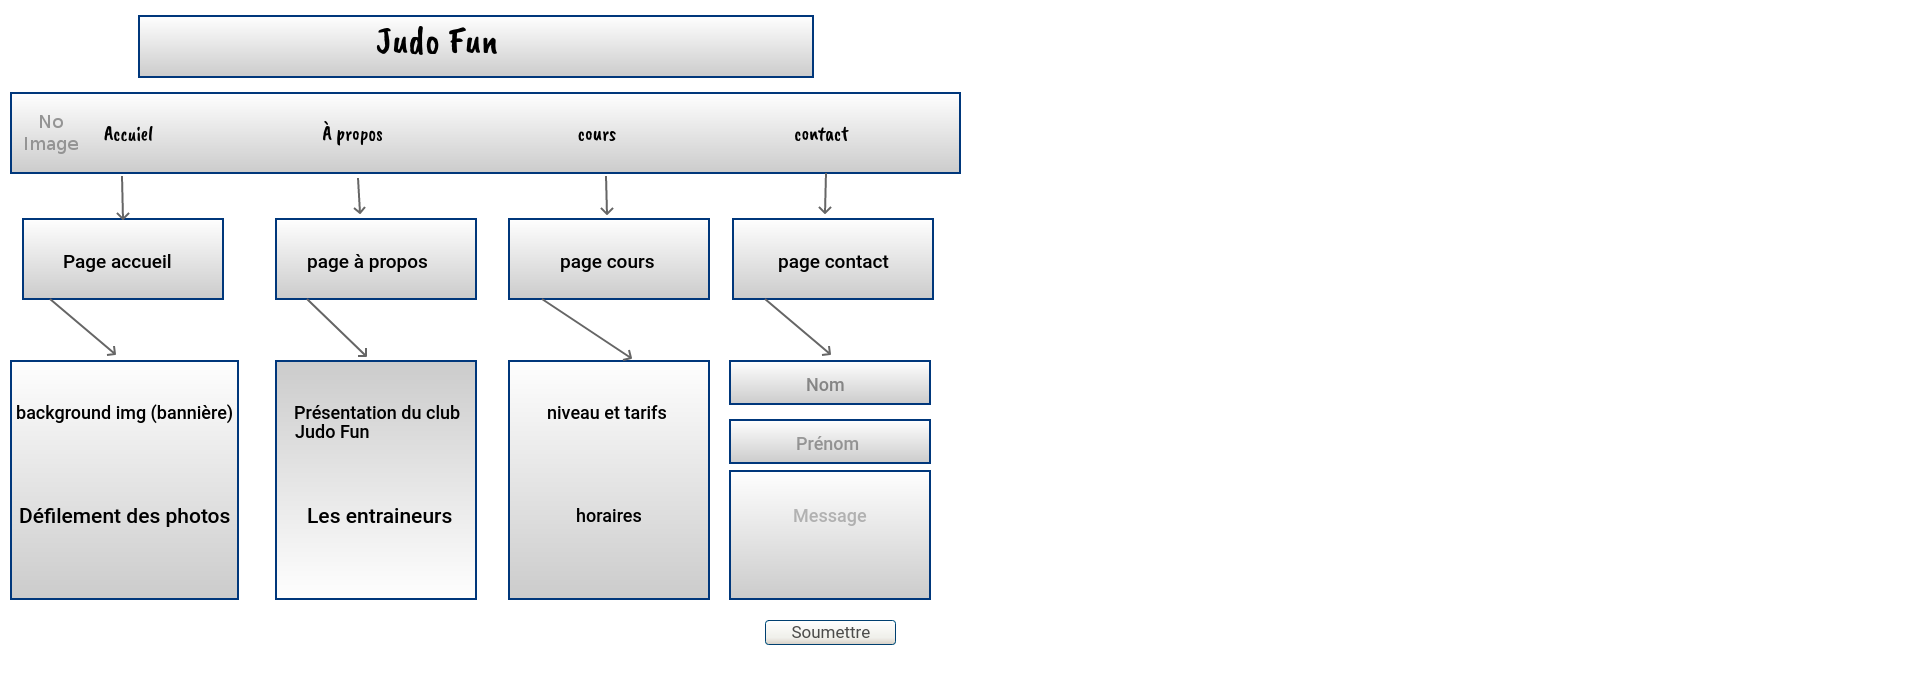 Judo Fun
No
Image
Accuiel
À propos
cours
contact
Page accueil
page à propos
page cours
page contact
background img (bannière)
Défilement des photos
Présentation du club
Judo Fun
Les entraineurs
niveau et tarifs
horaires
Nom
Prénom
Message
Soumettre